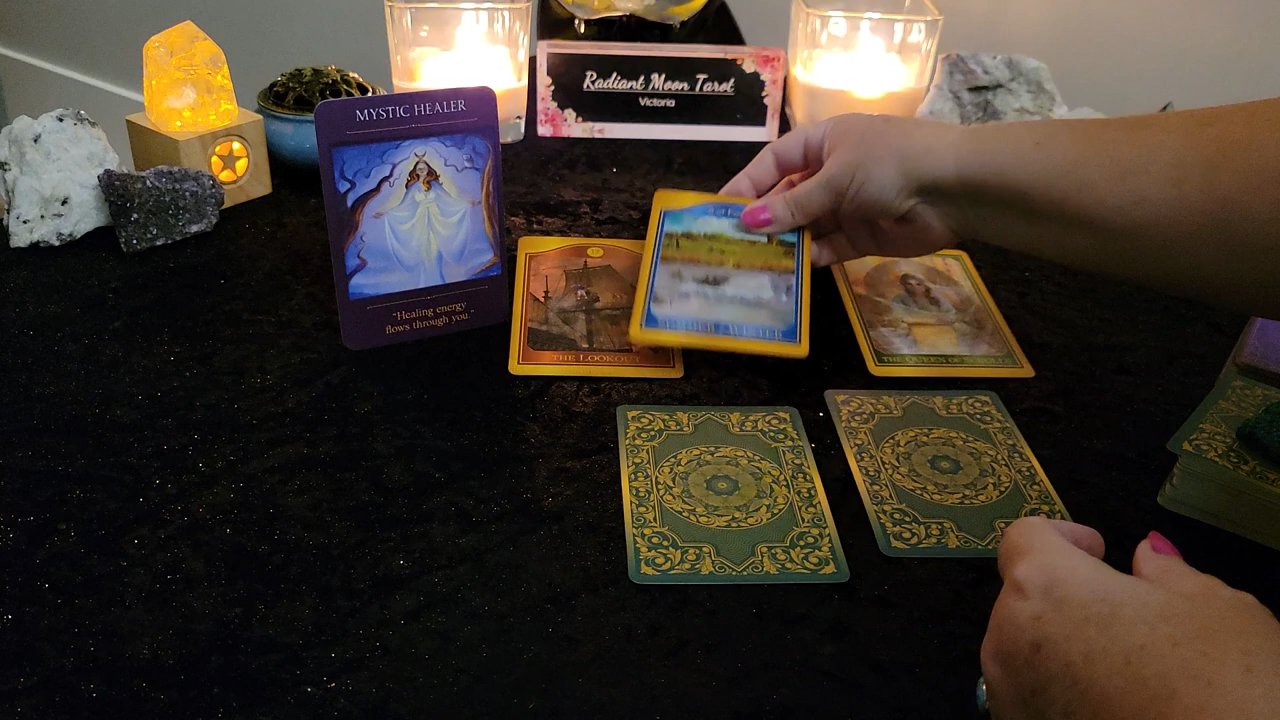 Radiant Moon Tarot
Victoria
MYSTIC HEALER
"Healing energy
flows through you."
THE LOOKOUT
THE QUEEN OF